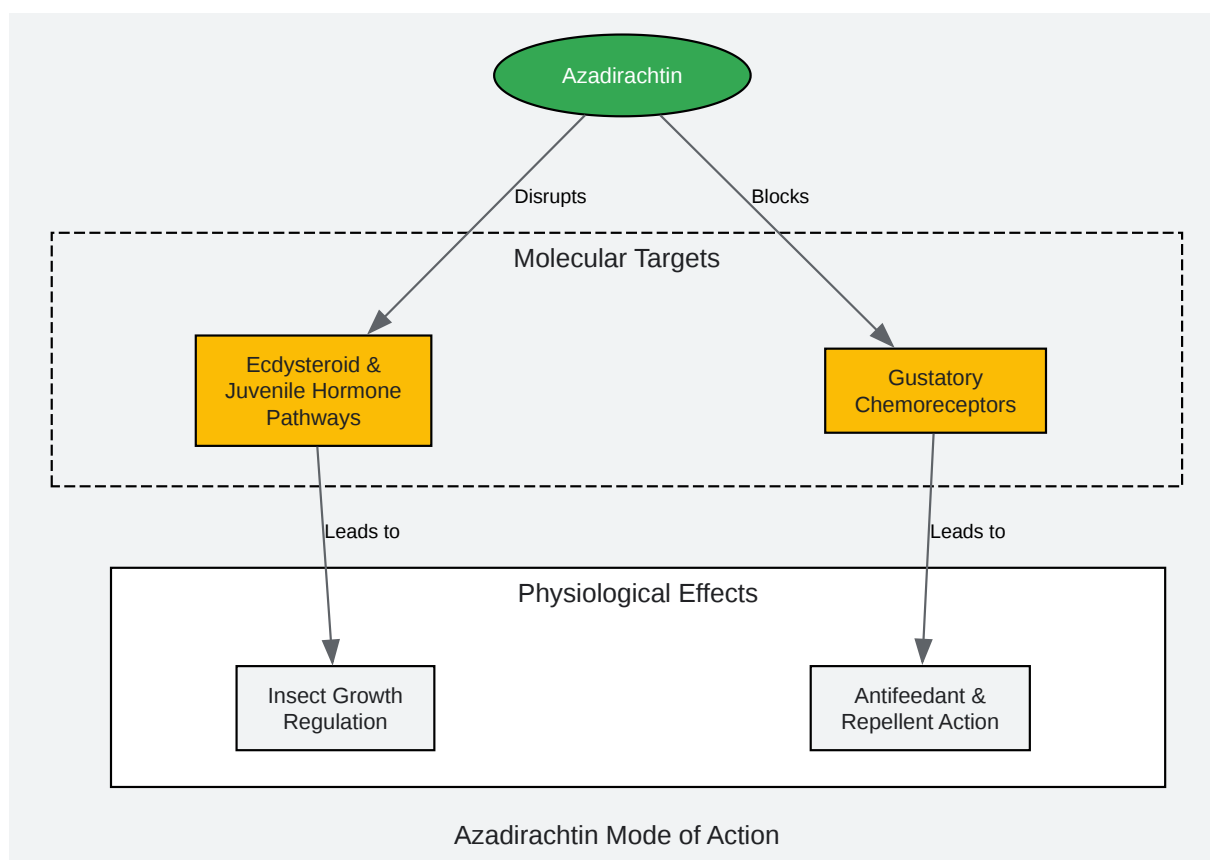 Azadirachtin
Disrupts
Blocks
Molecular Targets
Ecdysteroid &
Juvenile Hormone
Pathways
Gustatory
Chemoreceptors
Leads to
Leads to
Physiological Effects
Insect Growth
Regulation
Antifeedant &
Repellent Action
Azadirachtin Mode of Action